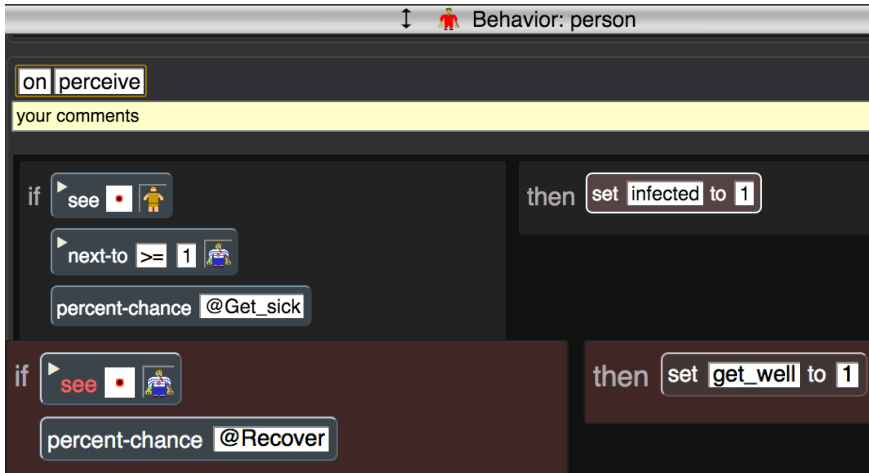 Behavior: person
on perceive
your comments
if see then set infected to 1
next-to >= 1
percent-chance @Get_sick
if see then set get_well to 1
percent-chance @Recover